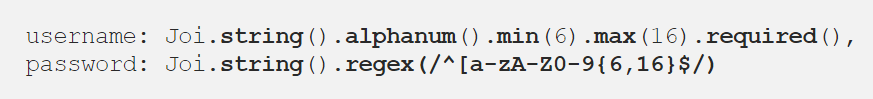 username: Joi.string().alphanum().min(6).max(16).required(),
password: Joi.string().regex(/^[a-zA-Z0-9{6,16}$/)